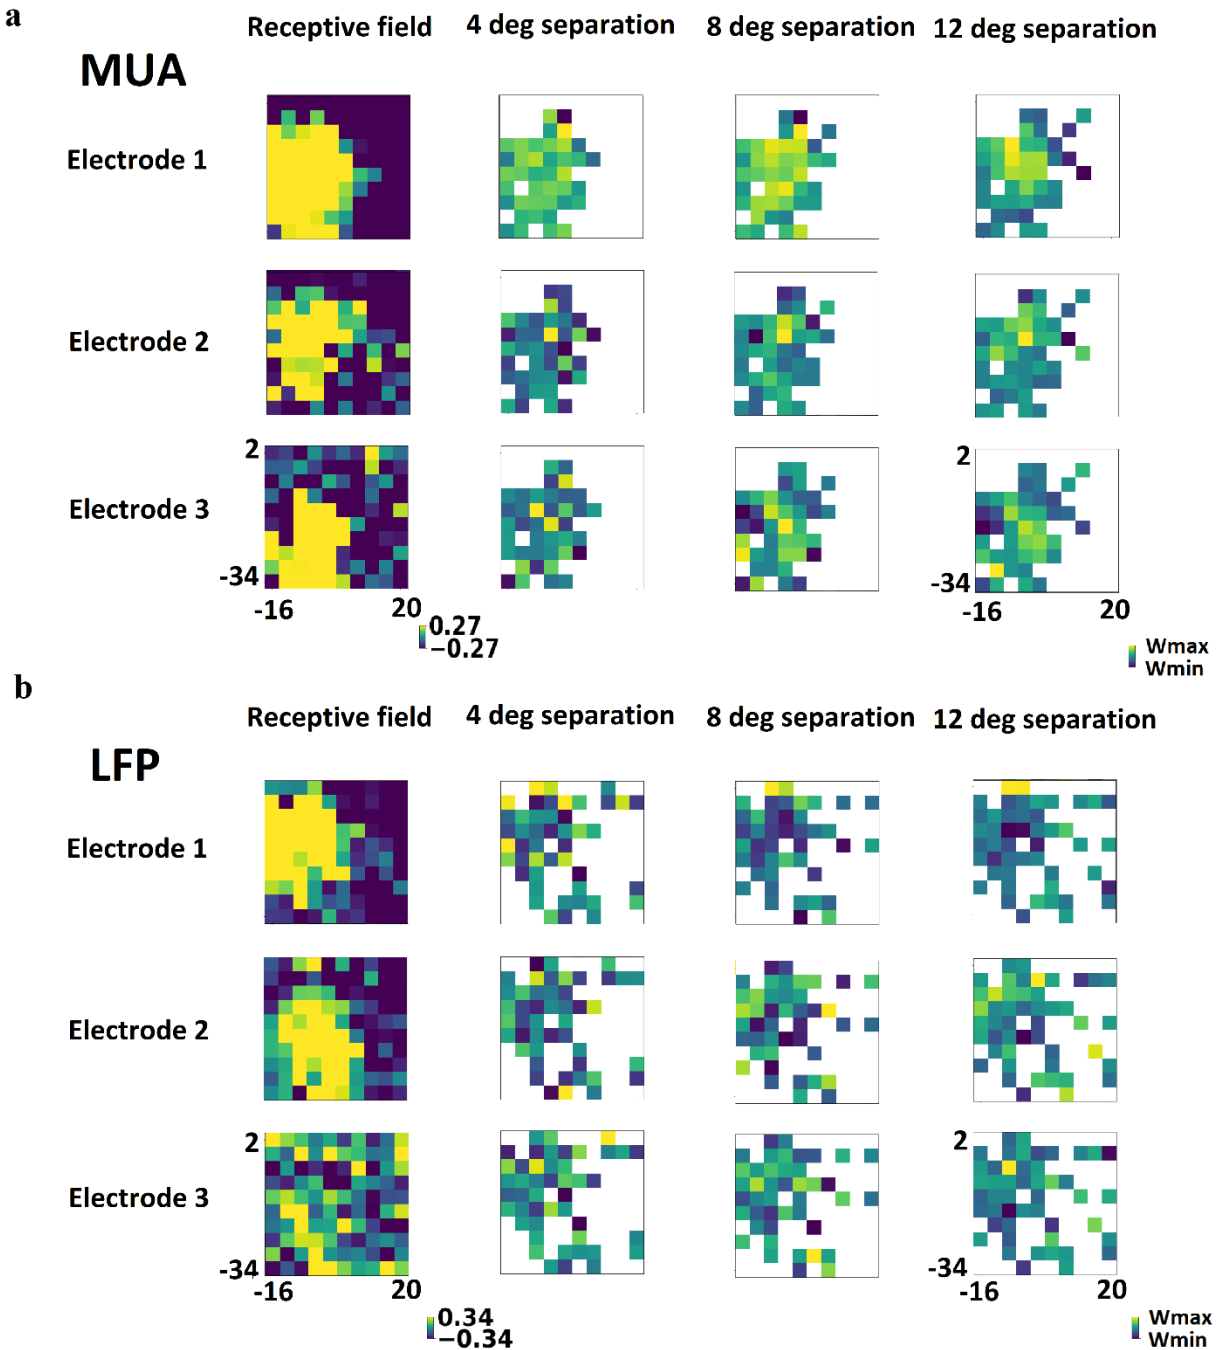 a
Receptive field 4 deg separation 8 deg separation 12 deg separation
MUA
Electrode 1
Electrode 2
Electrode 3
2
-34
-16 20
2
-34
-16 20
0.27
−0.27
Wmax
Wmin
b
Receptive field 4 deg separation 8 deg separation 12 deg separation
LFP
Electrode 1
Electrode 2
Electrode 3
2
-34
-16 20
2
-34
-16 20
0.34
−0.34
Wmax
Wmin